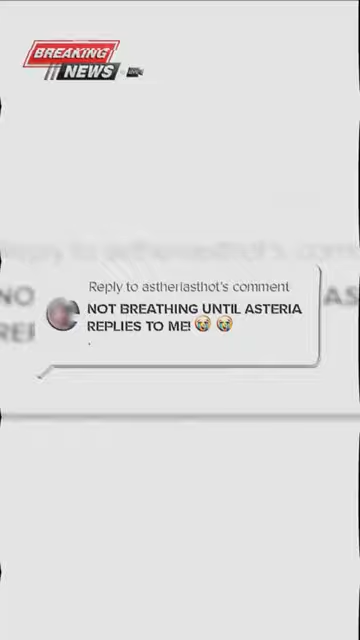 BREAKING
NEWS
Reply to astheriasthot's comment
NOT BREATHING UNTIL ASTERIA
REPLIES TO ME! 😭 😭